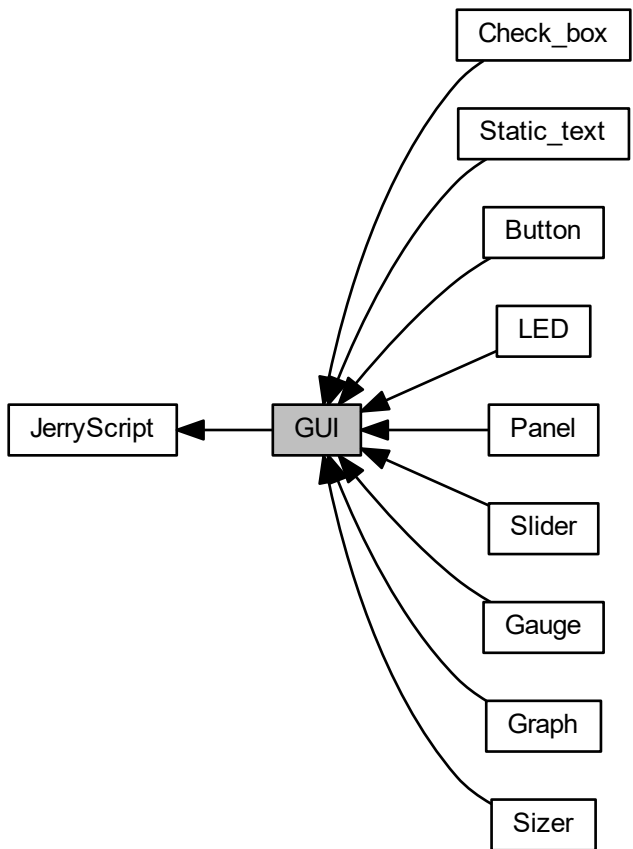 Check_box
Static_text
Button
LED
JerryScript
GUI
Panel
Slider
Gauge
Graph
Sizer